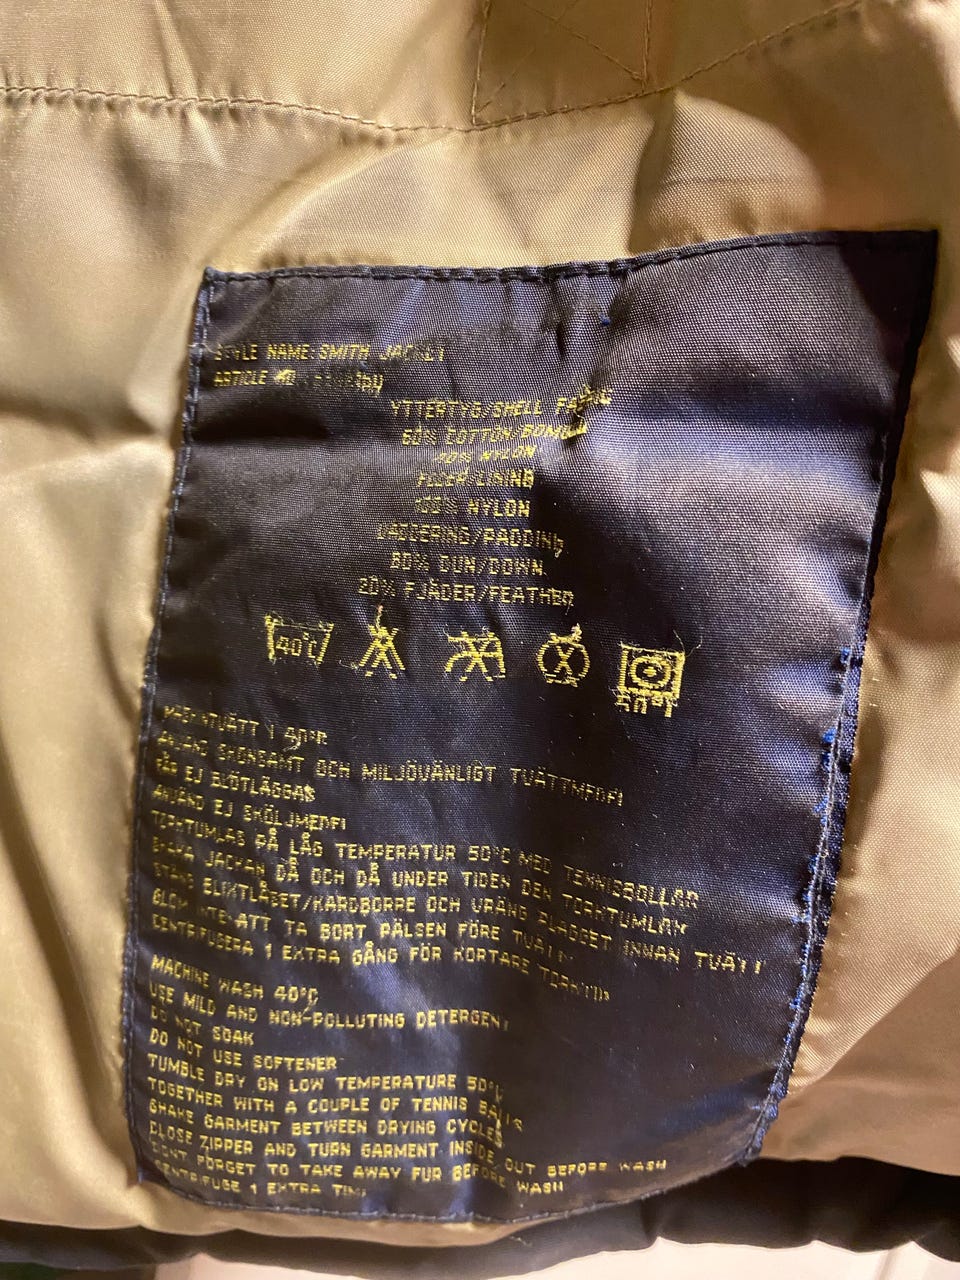 STYLE NAME: SMITH JACKET
ARTICLE
YTTERTYG/SHELL FABRIC
60% COTTON/BOMULL
40% NYLON
FODER/LINING
100% NYLON
VADDERING/PADDING
80% DUN/DOWN
20% FJÄDER/FEATHER
40°C
50°C
MASKINTVÄTT I 40°C
ANVÄND SKONSAMT OCH MILJÖVÄNLIGT TVÄTTMEDEL
FÅR EJ BLÖTLÄGGAS
ANVÄND EJ SKÖLJMEDEL
TORKTUMLAS PÅ LÅG TEMPERATUR 50°C MED TENNISBOLLAR
SKAKA JACKAN DÅ OCH DÅ UNDER TIDEN DEN TORKTUMLAR
STÄNG BLIXTLÅSET/KARDBORRE OCH VRÄNG PLAGGET INNAN TVÄTT
GLÖM INTE ATT TA BORT PÄLSEN FÖRE TVÄTT
CENTRIFUGERA 1 EXTRA GÅNG FÖR KORTARE TORKTID
MACHINE WASH 40°C
USE MILD AND NON-POLLUTING DETERGENT
DO NOT SOAK
DO NOT USE SOFTENER
TUMBLE DRY ON LOW TEMPERATURE 50°C
TOGETHER WITH A COUPLE OF TENNIS BALLS
SHAKE GARMENT BETWEEN DRYING CYCLES
CLOSE ZIPPER AND TURN GARMENT INSIDE OUT BEFORE WASH
DONT FORGET TO TAKE AWAY FUR BEFORE WASH
CENTRIFUGE 1 EXTRA TIME